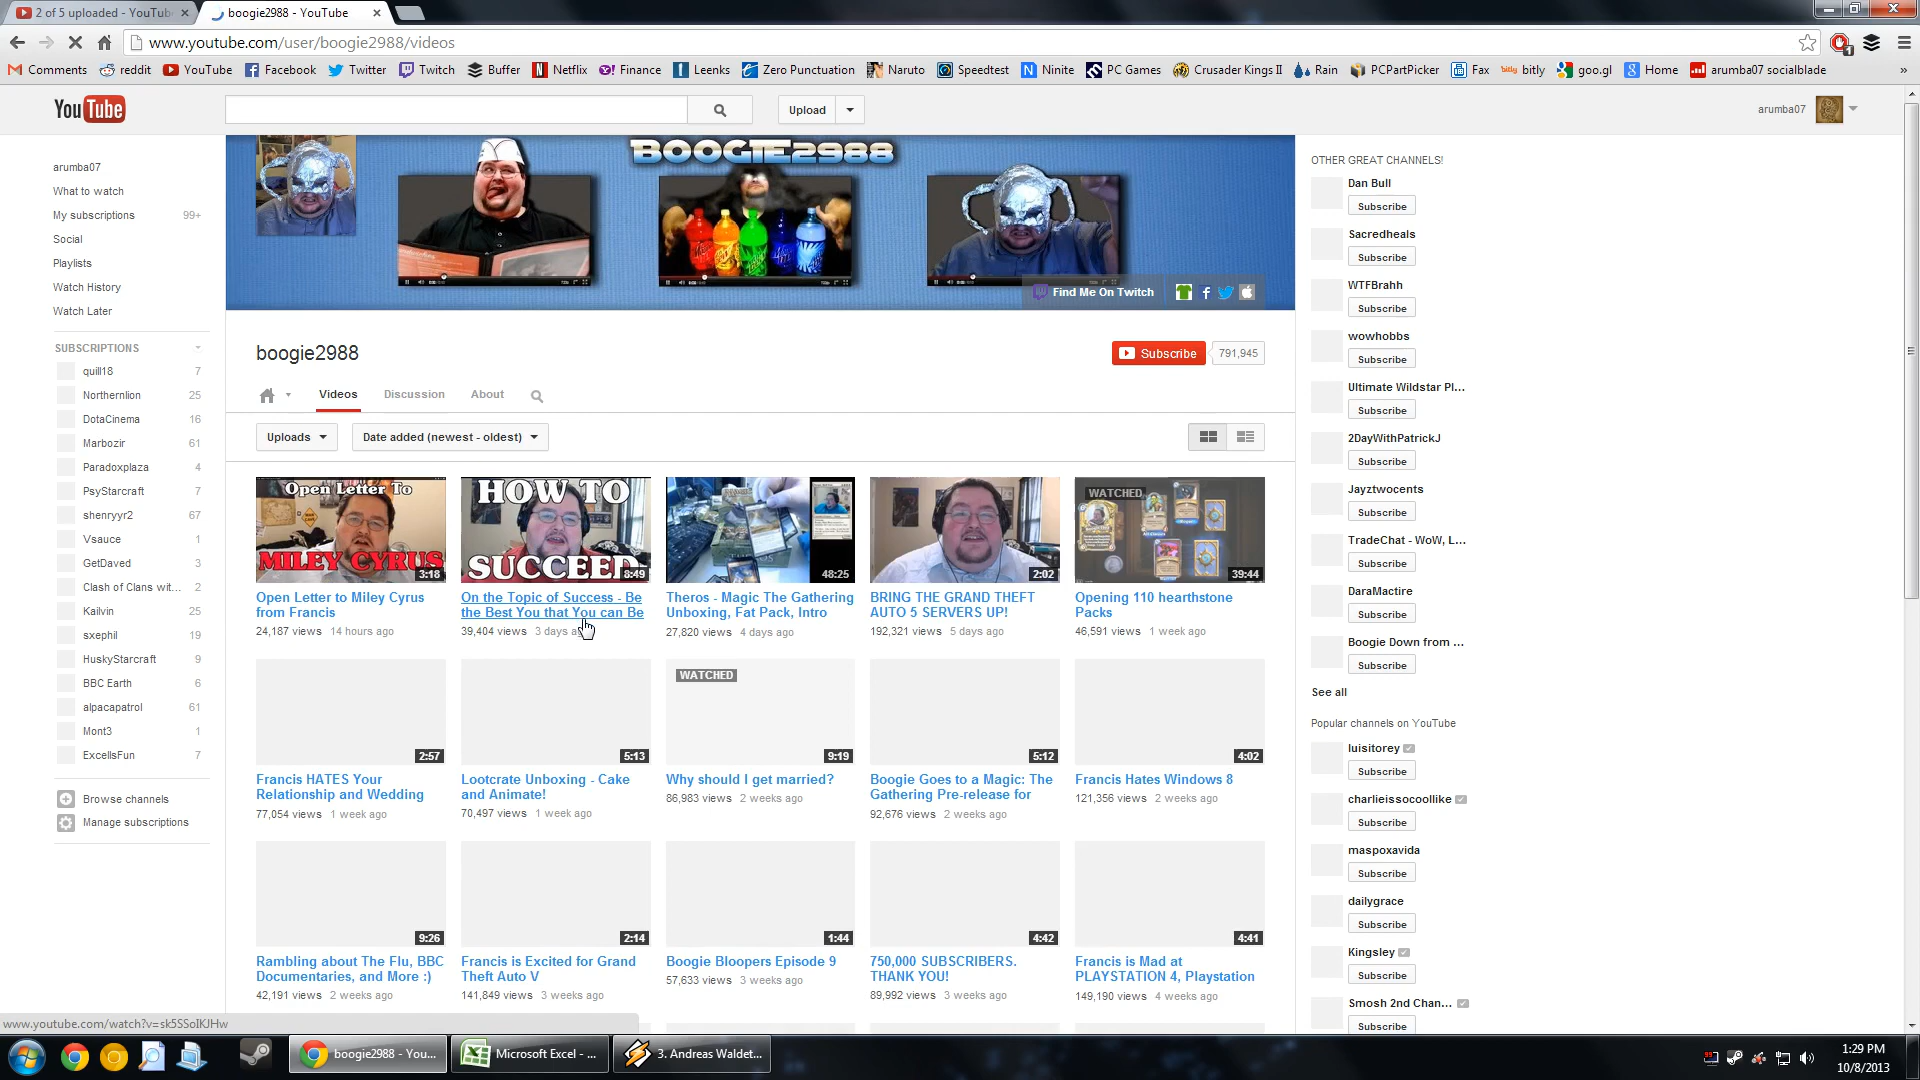 2 of 5 uploaded - YouTub
boogie2988 - YouTube
www.youtube.com/user/boogie2988/videos
Comments reddit YouTube Facebook Twitter Twitch Buffer Netflix Finance Leenks Zero Punctuation Naruto Speedtest Ninite PC Games Crusader Kings II Rain PCPartPicker Fax bitly bitly goo.gl Home arumba07 socialblade »
YouTube
Upload
arumba07
arumba07
What to watch
My subscriptions 99+
Social
Playlists
Watch History
Watch Later
SUBSCRIPTIONS
quill18 7
Northernlion 25
DotaCinema 16
Marbozir 61
Paradoxplaza 4
PsyStarcraft 7
shenryyr2 67
Vsauce 1
GetDaved 3
Clash of Clans wit... 2
Kailvin 25
sxephil 19
HuskyStarcraft 9
BBC Earth 6
alpacapatrol 61
Mont3 1
ExcellsFun 7
Browse channels
Manage subscriptions
BOOGIE2988
Find Me On Twitch
boogie2988
Subscribe 791,945
Videos Discussion About
Uploads Date added (newest - oldest)
Open Letter To
MILEY CYRUS
3:18
Open Letter to Miley Cyrus
from Francis
24,187 views 14 hours ago
HOW TO
SUCCEED
8:49
On the Topic of Success - Be
the Best You that You can Be
39,404 views 3 days
48:25
Theros - Magic The Gathering
Unboxing, Fat Pack, Intro
27,820 views 4 days ago
2:02
BRING THE GRAND THEFT
AUTO 5 SERVERS UP!
192,321 views 5 days ago
WATCHED
39:44
Opening 110 hearthstone
Packs
46,591 views 1 week ago
2:57
Francis HATES Your
Relationship and Wedding
77,054 views 1 week ago
5:13
Lootcrate Unboxing - Cake
and Animate!
70,497 views 1 week ago
WATCHED
9:19
Why should I get married?
86,983 views 2 weeks ago
5:12
Boogie Goes to a Magic: The
Gathering Pre-release for
92,676 views 2 weeks ago
4:02
Francis Hates Windows 8
121,356 views 2 weeks ago
9:26
Rambling about The Flu, BBC
Documentaries, and More :)
42,191 views 2 weeks ago
2:14
Francis is Excited for Grand
Theft Auto V
141,849 views 3 weeks ago
1:44
Boogie Bloopers Episode 9
57,633 views 3 weeks ago
4:42
750,000 SUBSCRIBERS.
THANK YOU!
89,992 views 3 weeks ago
4:41
Francis is Mad at
PLAYSTATION 4, Playstation
149,190 views 4 weeks ago
OTHER GREAT CHANNELS!
Dan Bull
Subscribe
Sacredheals
Subscribe
WTFBrahh
Subscribe
wowhobbs
Subscribe
Ultimate Wildstar Pl...
Subscribe
2DayWithPatrickJ
Subscribe
Jayztwocents
Subscribe
TradeChat - WoW, L...
Subscribe
DaraMactire
Subscribe
Boogie Down from ...
Subscribe
See all
Popular channels on YouTube
luisitorey
Subscribe
charlieissocoollike
Subscribe
maspoxavida
Subscribe
dailygrace
Subscribe
Kingsley
Subscribe
Smosh 2nd Chan...
Subscribe
www.youtube.com/watch?v=sk5SSoIKJHw
boogie2988 - You...
Microsoft Excel - ...
3. Andreas Waldet...
1:29 PM
10/8/2013